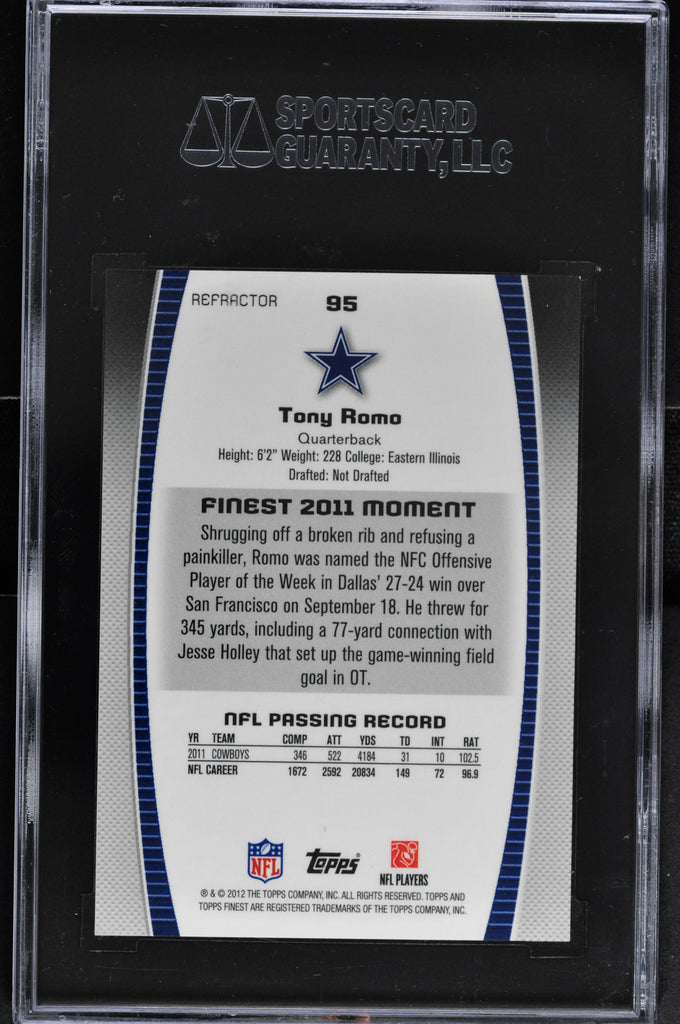 SPORTSCARD
GUARANTY, LLC
REFRACTOR 95
Tony Romo
Quarterback
Height: 6'2" Weight: 228 College: Eastern Illinois
Drafted: Not Drafted
FINEST 2011 MOMENT
Shrugging off a broken rib and refusing a
painkiller, Romo was named the NFC Offensive
Player of the Week in Dallas' 27-24 win over
San Francisco on September 18. He threw for
345 yards, including a 77-yard connection with
Jesse Holley that set up the game-winning field
goal in OT.
NFL PASSING RECORD
YR TEAM COMP ATT YDS TD INT RAT
2011 COWBOYS 346 522 4184 31 10 102.5
NFL CAREER 1672 2592 20834 149 72 96.9
NFL Topps®
NFL PLAYERS
® & © 2012 THE TOPPS COMPANY, INC. ALL RIGHTS RESERVED. TOPPS AND
TOPPS FINEST ARE REGISTERED TRADEMARKS OF THE TOPPS COMPANY, INC.